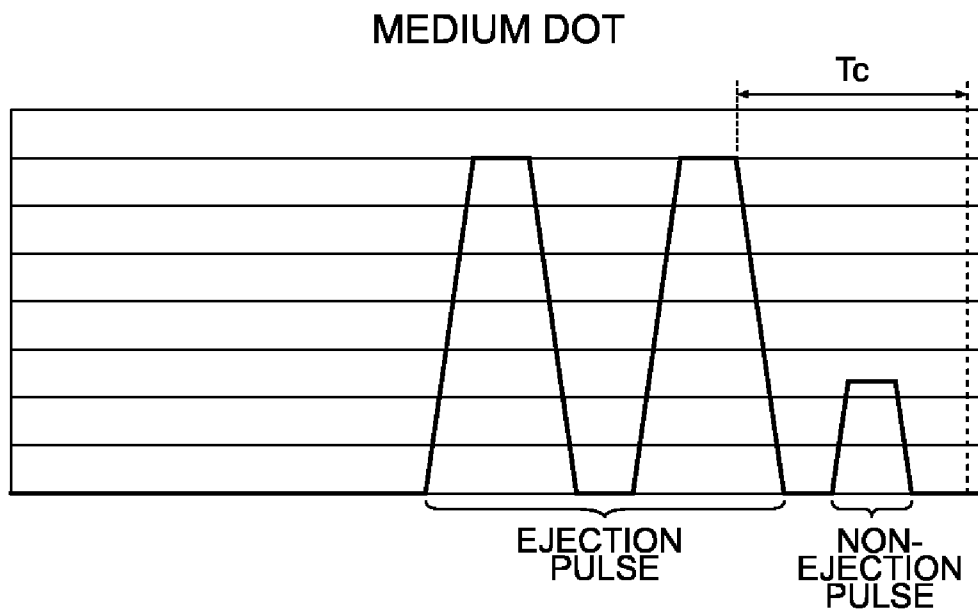 MEDIUM DOT
Tc
EJECTION
PULSE
NON-
EJECTION
PULSE